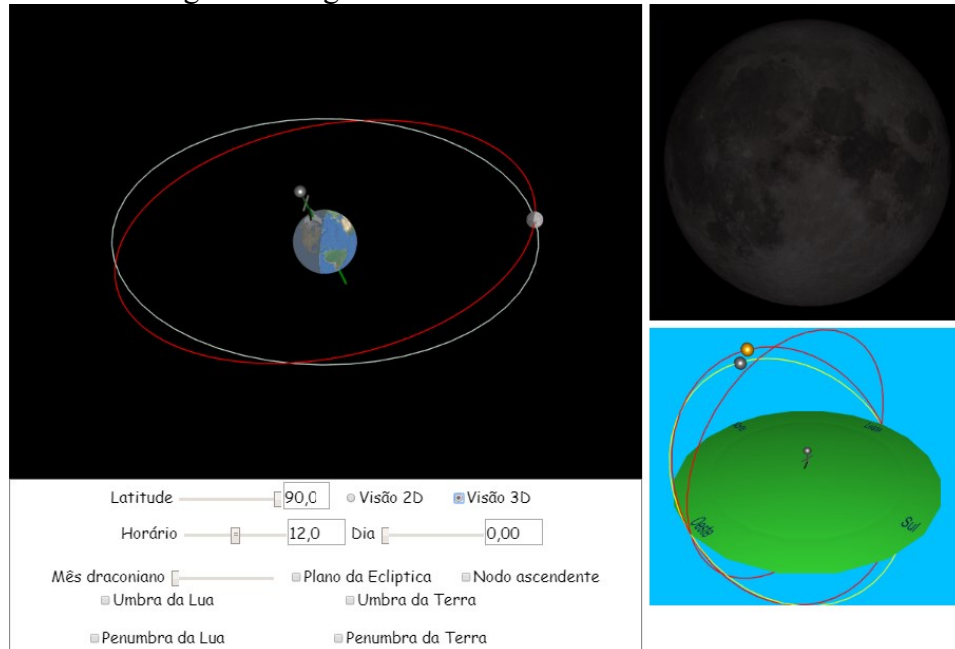 Latitude 90,0 Visão 2D Visão 3D
Horário 12,0 Dia 0,00
Mês draconiano Plano da Ecliptica Nodo ascendente
Umbra da Lua Umbra da Terra
Penumbra da Lua Penumbra da Terra
Oeste Sul